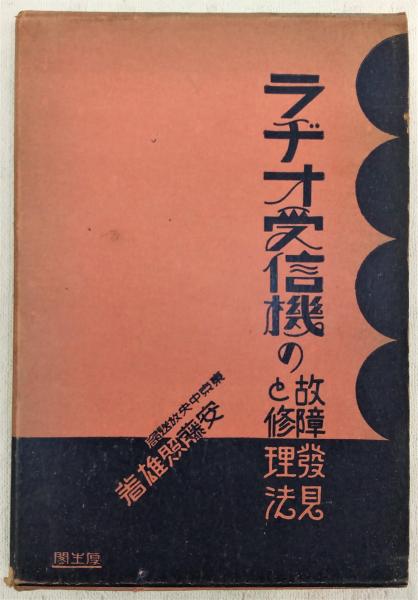 ラヂオ受信機の
故障發見
と修理法
東京中央放送局
安藤照雄著
厚生閣